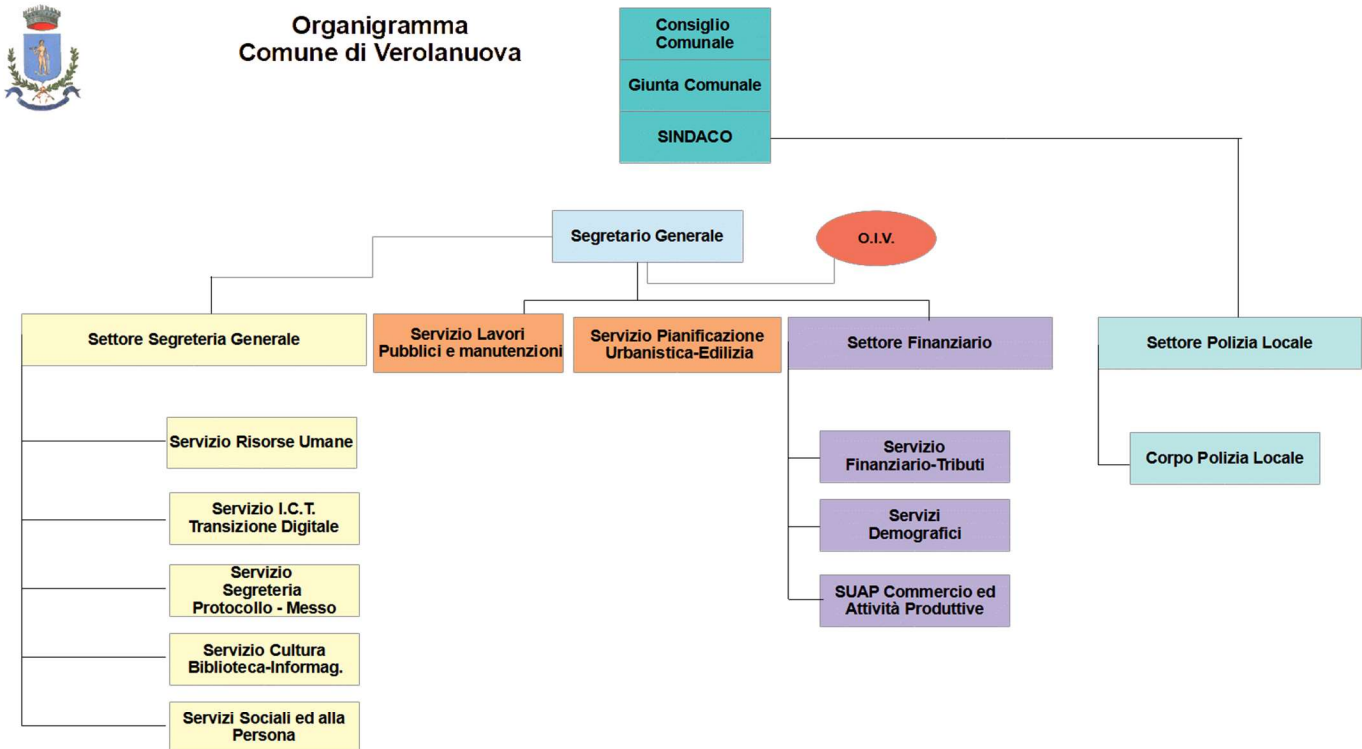 Organigramma
Comune di Verolanuova
Consiglio
Comunale
Giunta Comunale
SINDACO
Segretario Generale
O.I.V.
Settore Segreteria Generale
Servizio Lavori
Pubblici e manutenzioni
Servizio Pianificazione
Urbanistica-Edilizia
Settore Finanziario
Settore Polizia Locale
Servizio Risorse Umane
Servizio I.C.T.
Transizione Digitale
Servizio
Segreteria
Protocollo - Messo
Servizio Cultura
Biblioteca-Informag.
Servizi Sociali ed alla
Persona
Servizio
Finanziario-Tributi
Servizi
Demografici
SUAP Commercio ed
Attività Produttive
Corpo Polizia Locale